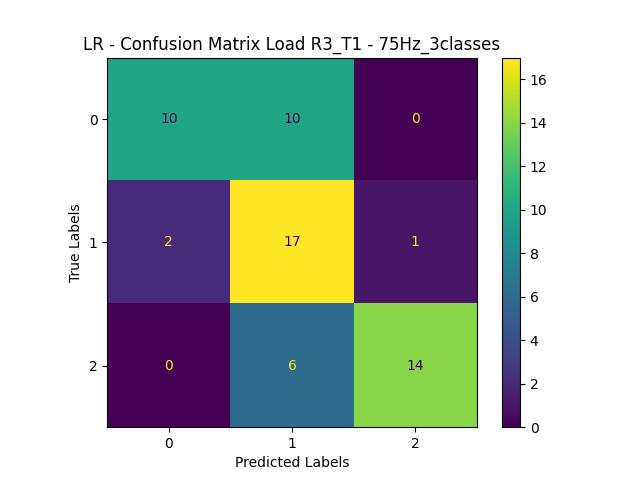 LR - Confusion Matrix Load R3_T1 - 75Hz_3classes
True Labels
0 10 10 0
1 2 17 1
2 0 6 14
0 1 2
Predicted Labels
16
14
12
10
8
6
4
2
0